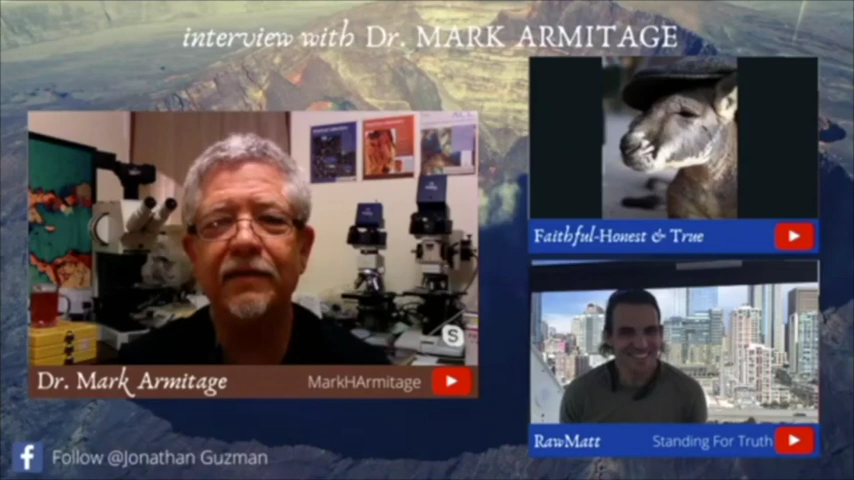 interview with Dr. MARK ARMITAGE
Dr. Mark Armitage
MarkHArmitage
Faithful-Honest & True
RawMatt
Standing For Truth
Follow @Jonathan Guzman